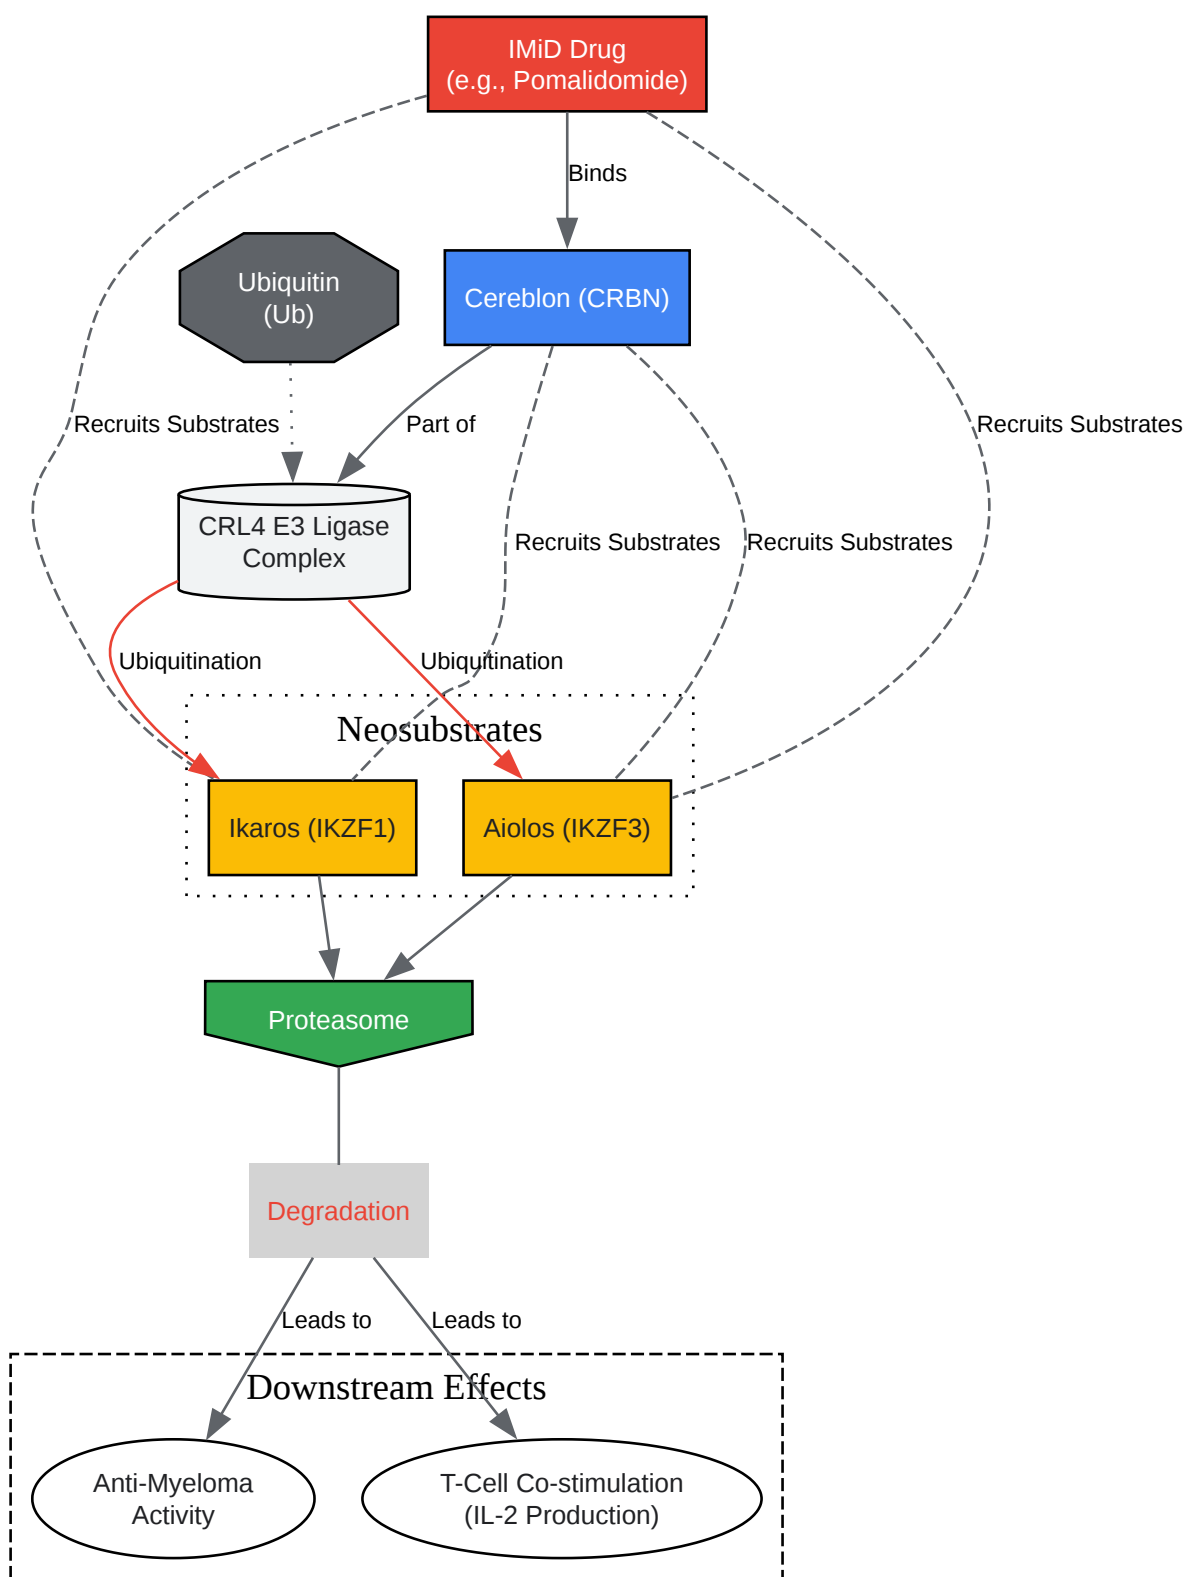 IMiD Drug
(e.g., Pomalidomide)
Binds
Ubiquitin
(Ub)
Cereblon (CRBN)
Recruits Substrates
Part of
Recruits Substrates
CRL4 E3 Ligase
Complex
Recruits Substrates
Recruits Substrates
Ubiquitination
Ubiquitination
Neosubstrates
Ikaros (IKZF1)
Aiolos (IKZF3)
Proteasome
Degradation
Leads to
Leads to
Downstream Effects
Anti-Myeloma
Activity
T-Cell Co-stimulation
(IL-2 Production)